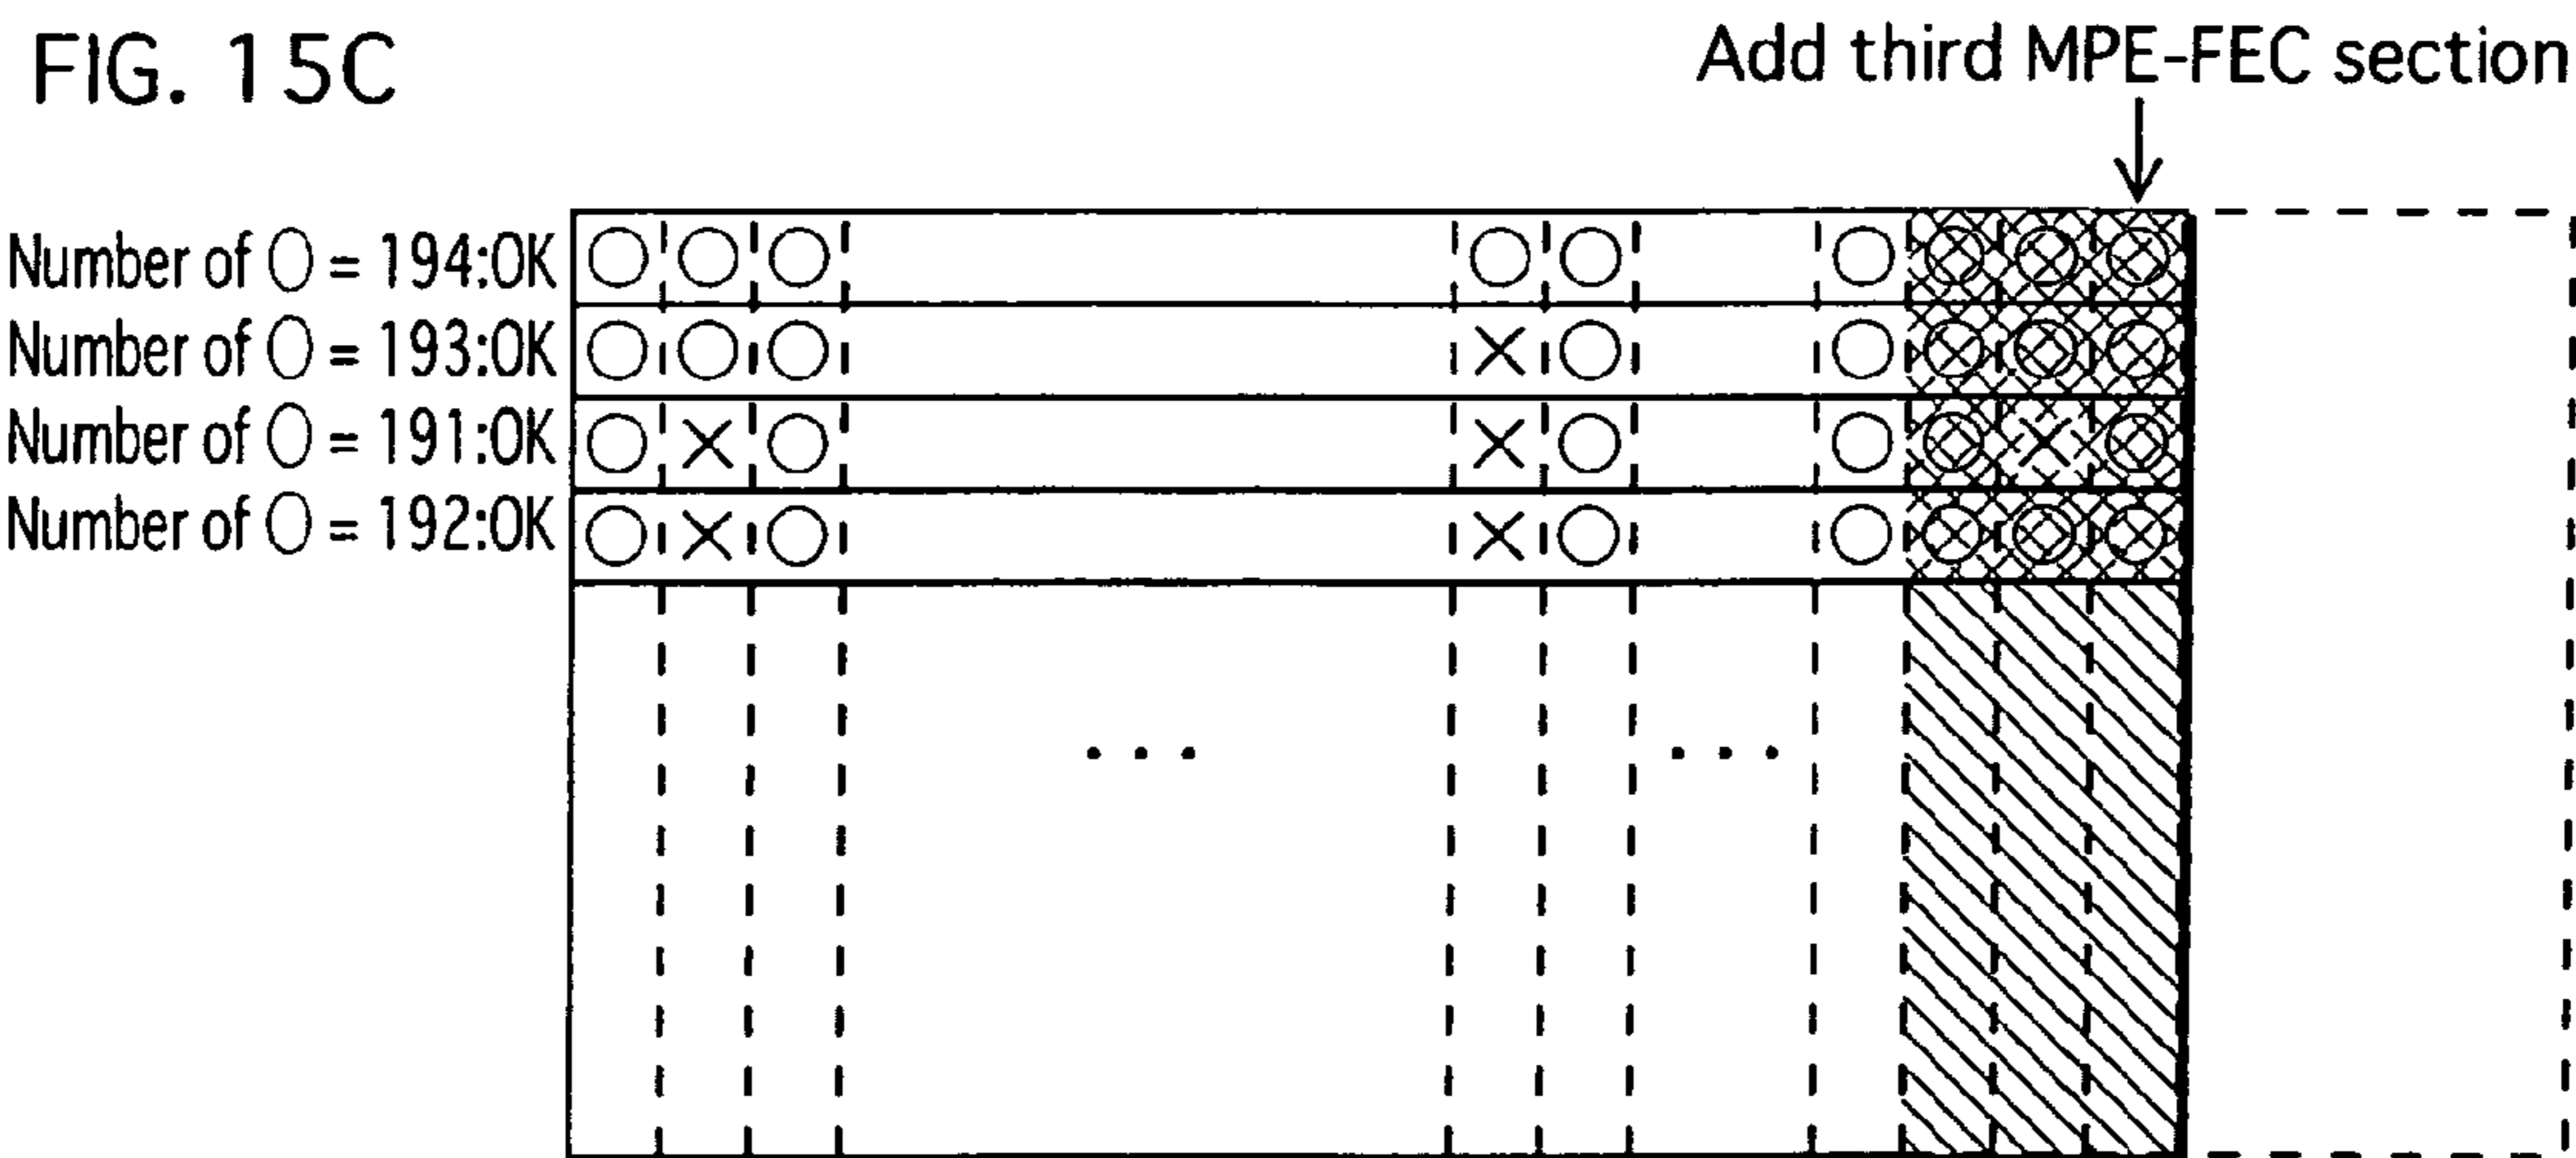 FIG. 15C
Add third MPE-FEC section
Number of ○ = 194:OK
Number of ○ = 193:OK
Number of ○ = 191:OK
Number of ○ = 192:OK